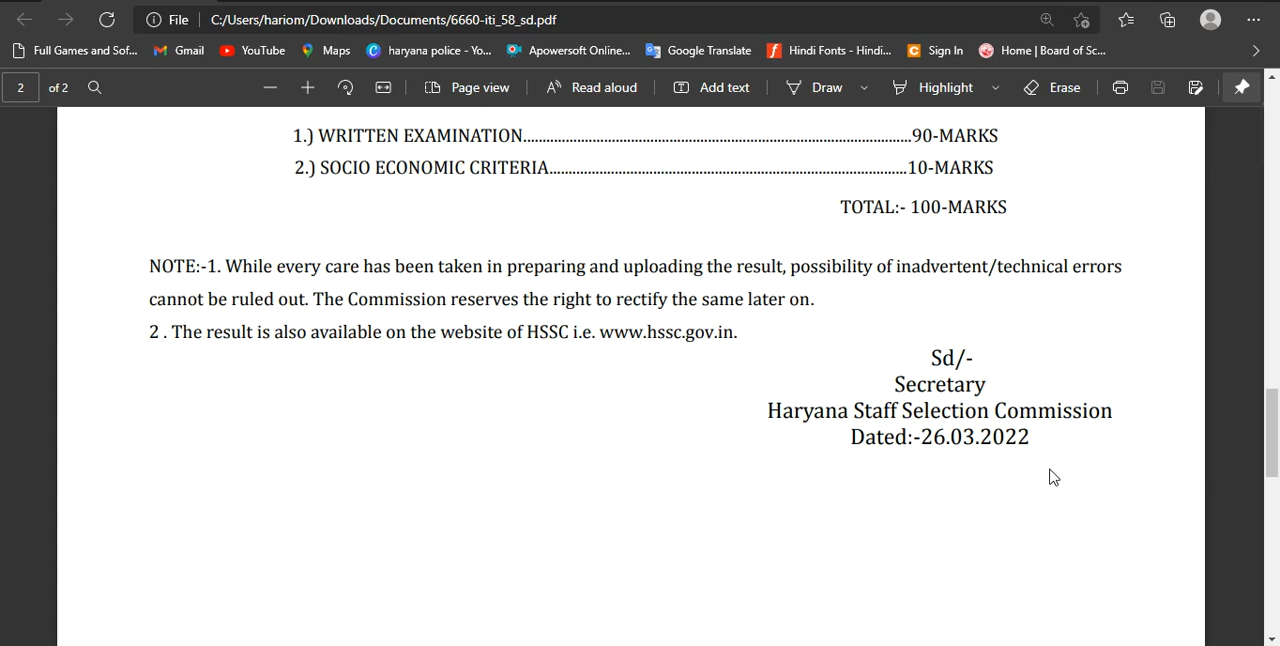 File C:/Users/hariom/Downloads/Documents/6660-iti_58_sd.pdf
Full Games and Sof... Gmail YouTube Maps haryana police - Yo... Apowersoft Online... Google Translate Hindi Fonts - Hindi... Sign In Home | Board of Sc...
2 of 2 Page view Read aloud Add text Draw Highlight Erase
1.) WRITTEN EXAMINATION..........................................................................................90-MARKS
2.) SOCIO ECONOMIC CRITERIA...................................................................................10-MARKS
TOTAL:- 100-MARKS
NOTE:-1. While every care has been taken in preparing and uploading the result, possibility of inadvertent/technical errors
cannot be ruled out. The Commission reserves the right to rectify the same later on.
2 . The result is also available on the website of HSSC i.e. www.hssc.gov.in.
Sd/-
Secretary
Haryana Staff Selection Commission
Dated:-26.03.2022